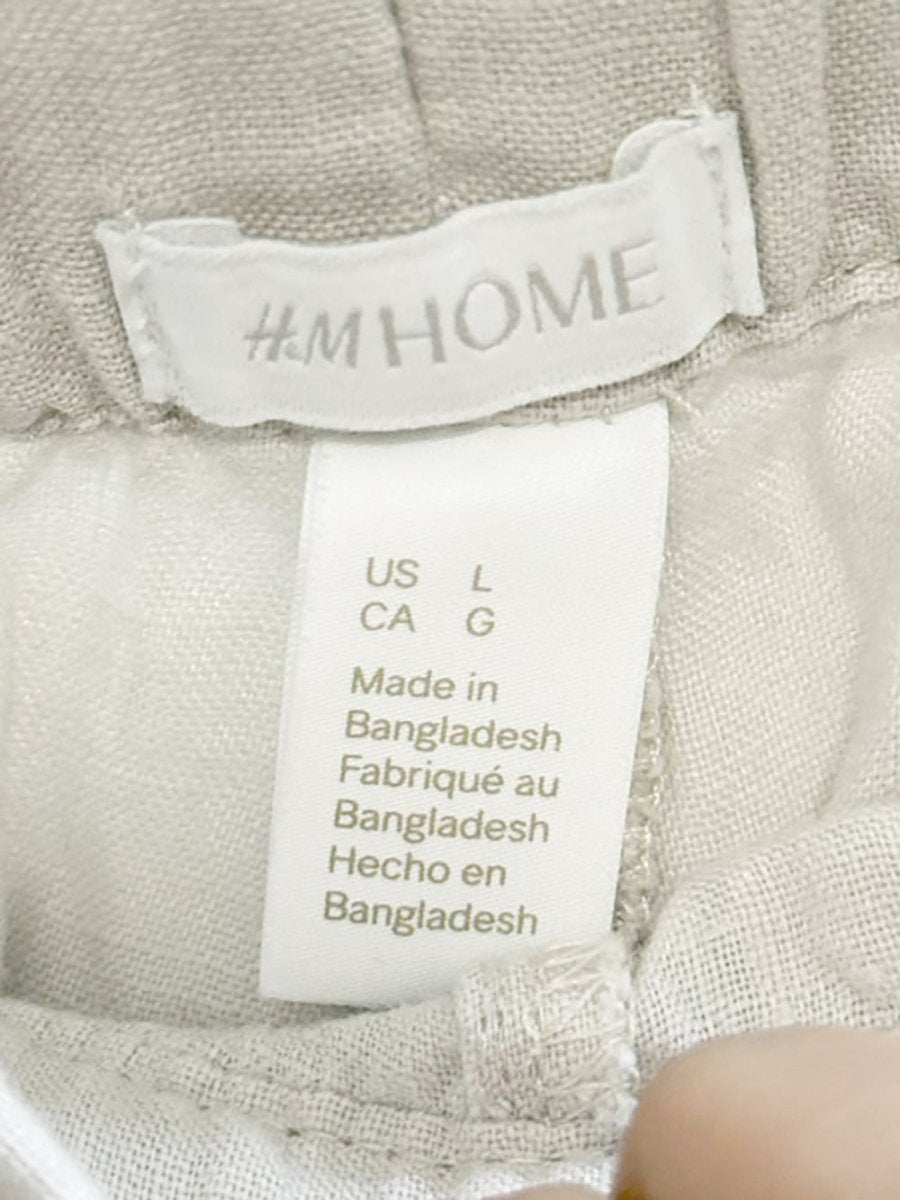 H&M HOME
US L
CA G
Made in
Bangladesh
Fabriqué au
Bangladesh
Hecho en
Bangladesh